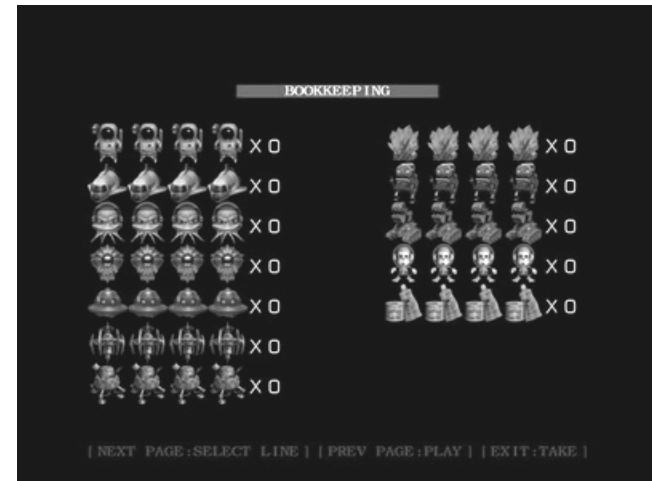 BOOKKEEPING
X 0 X 0
X 0 X 0
X 0 X 0
X 0 X 0
X 0 X 0
X 0
X 0
[NEXT PAGE:SELECT LINE] [PREV PAGE:PLAY] [EXIT:TAKE]